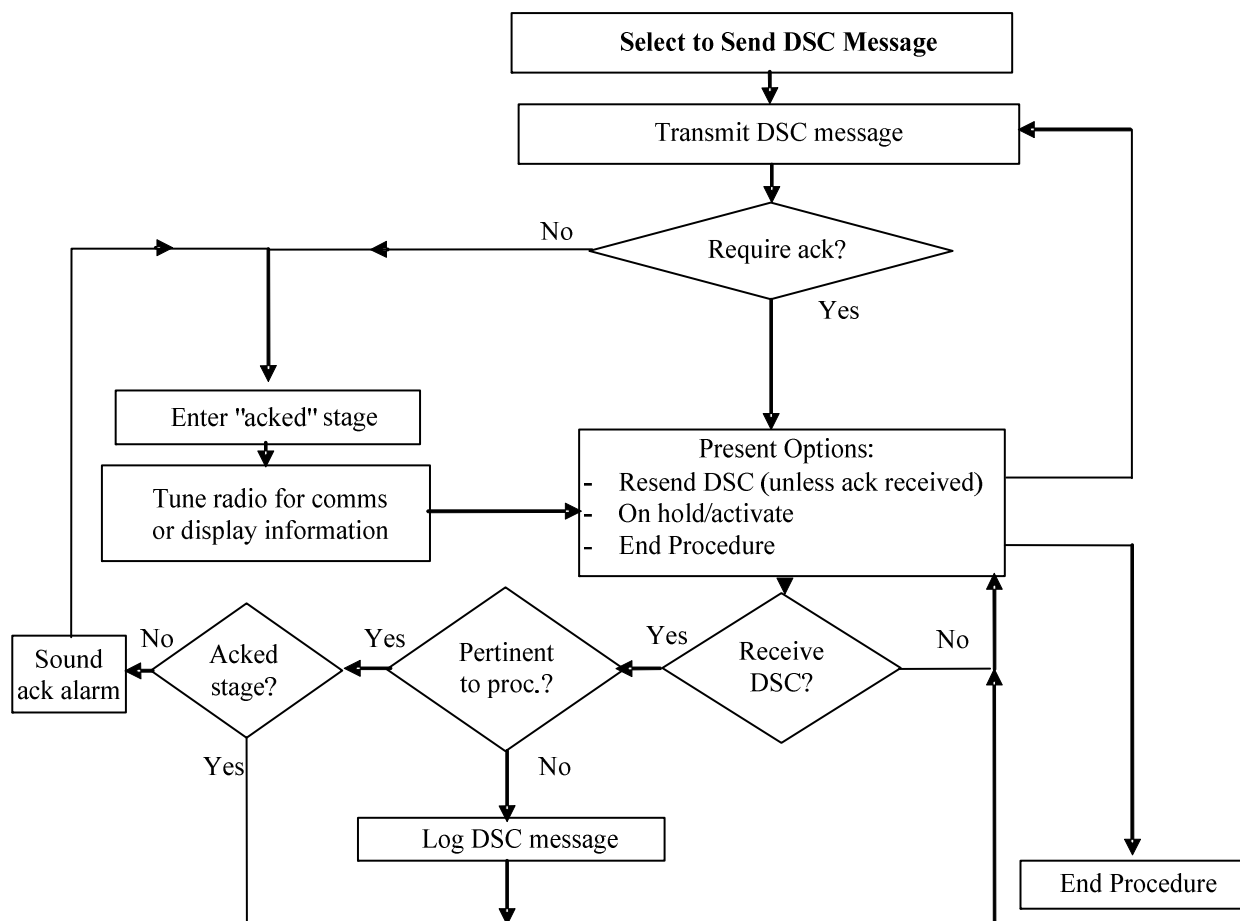 Select to Send DSC Message
Transmit DSC message
No
Require ack?
Yes
Enter "acked" stage
Tune radio for comms
or display information
Present Options:
- Resend DSC (unless ack received)
- On hold/activate
- End Procedure
Sound
ack alarm
No
Acked
stage?
Yes
Pertinent
to proc.?
Yes
Receive
DSC?
No
Yes
No
Log DSC message
End Procedure